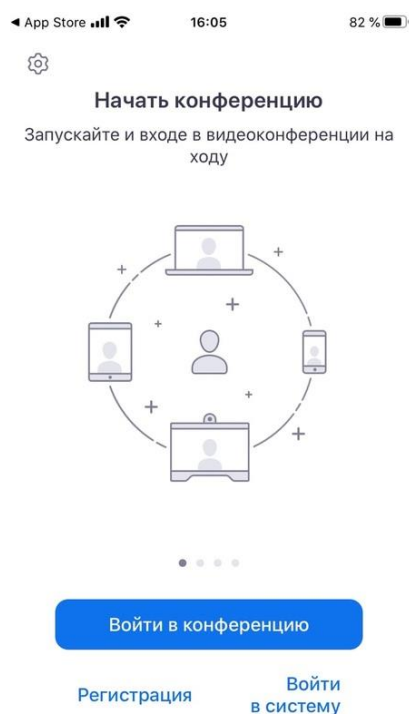 ◀ App Store 16:05 82 %
Начать конференцию
Запускайте и входе в видеоконференции на
ходу
Войти в конференцию
Регистрация
Войти
в систему